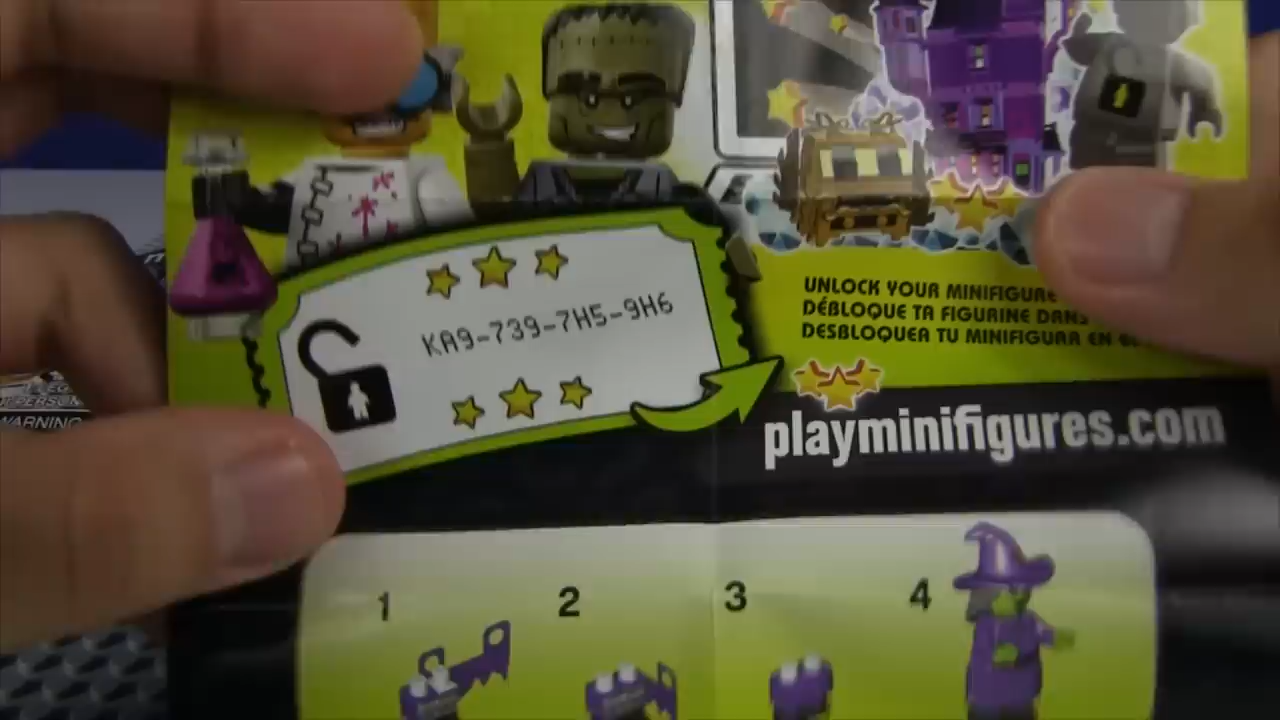 KA9-739-7H5-9H6
UNLOCK YOUR MINIFIGURE
DÉBLOQUE TA FIGURINE DANS
DESBLOQUEA TU MINIFIGURA EN
playminifigures.com
WARNING
1 2 3 4